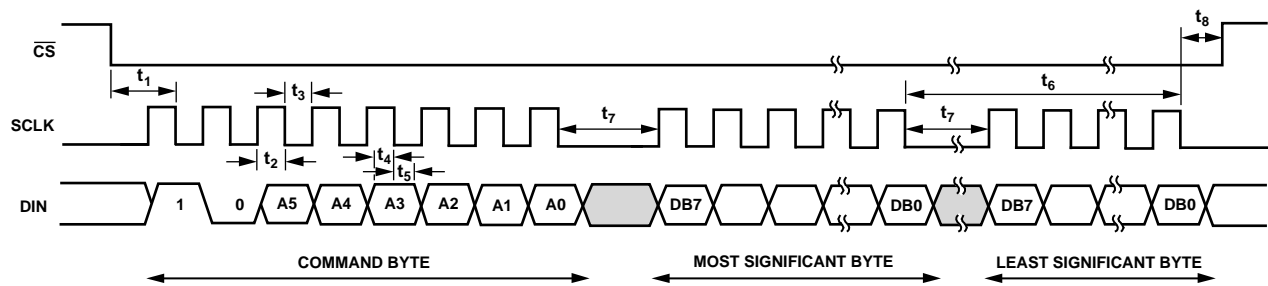 t8
CS
t1
t3
t6
SCLK
t7
t7
t2
t4
t5
DIN
1
0
A5
A4
A3
A2
A1
A0
DB7
DB0
DB7
DB0
COMMAND BYTE
MOST SIGNIFICANT BYTE
LEAST SIGNIFICANT BYTE